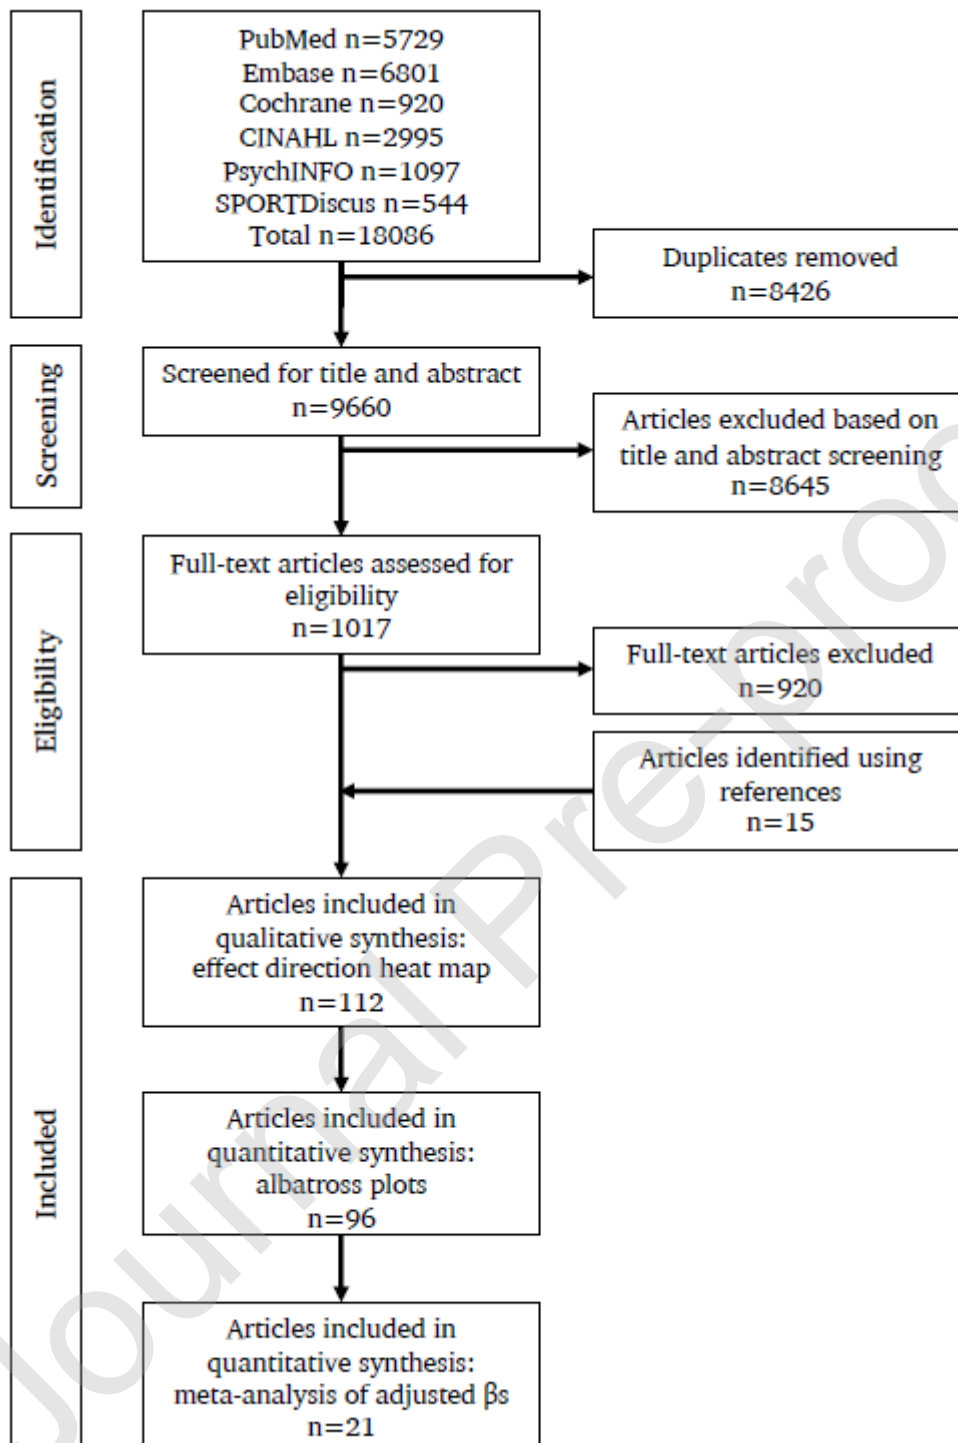 Identification
PubMed n=5729
Embase n=6801
Cochrane n=920
CINAHL n=2995
PsychINFO n=1097
SPORTDiscus n=544
Total n=18086
Duplicates removed
n=8426
Screening
Screened for title and abstract
n=9660
Articles excluded based on
title and abstract screening
n=8645
Eligibility
Full-text articles assessed for
eligibility
n=1017
Full-text articles excluded
n=920
Articles identified using
references
n=15
Included
Articles included in
qualitative synthesis:
effect direction heat map
n=112
Articles included in
quantitative synthesis:
albatross plots
n=96
Articles included in
quantitative synthesis:
meta-analysis of adjusted βs
n=21
Journal Pre-proo